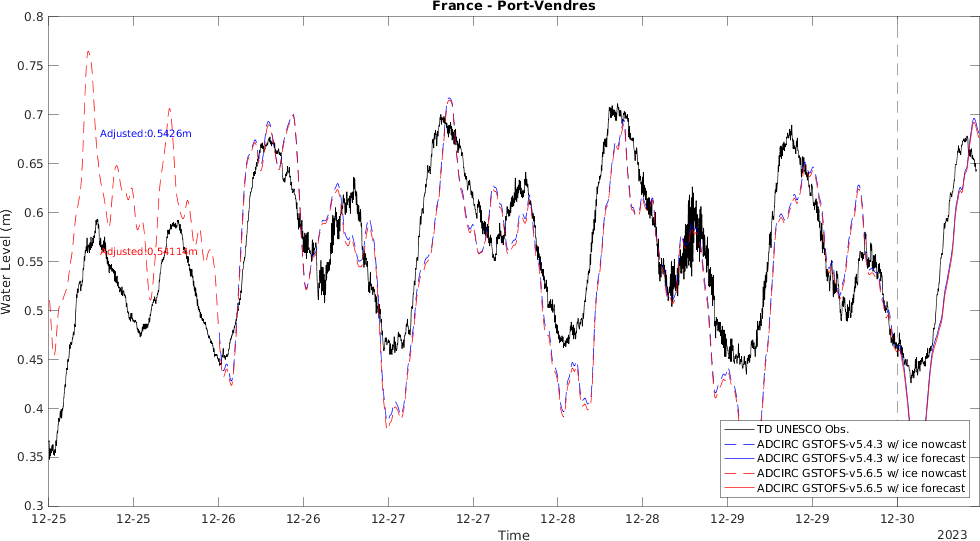 France - Port-Vendres
0.8
0.75
0.7
0.65
0.6
0.55
0.5
0.45
0.4
0.35
0.3
Water Level (m)
Adjusted:0.5426m
Adjusted:0.54114m
TD UNESCO Obs.
ADCIRC GSTOFS-v5.4.3 w/ ice nowcast
ADCIRC GSTOFS-v5.4.3 w/ ice forecast
ADCIRC GSTOFS-v5.6.5 w/ ice nowcast
ADCIRC GSTOFS-v5.6.5 w/ ice forecast
12-25 12-25 12-26 12-26 12-27 12-27 12-28 12-28 12-29 12-29 12-30
Time
2023